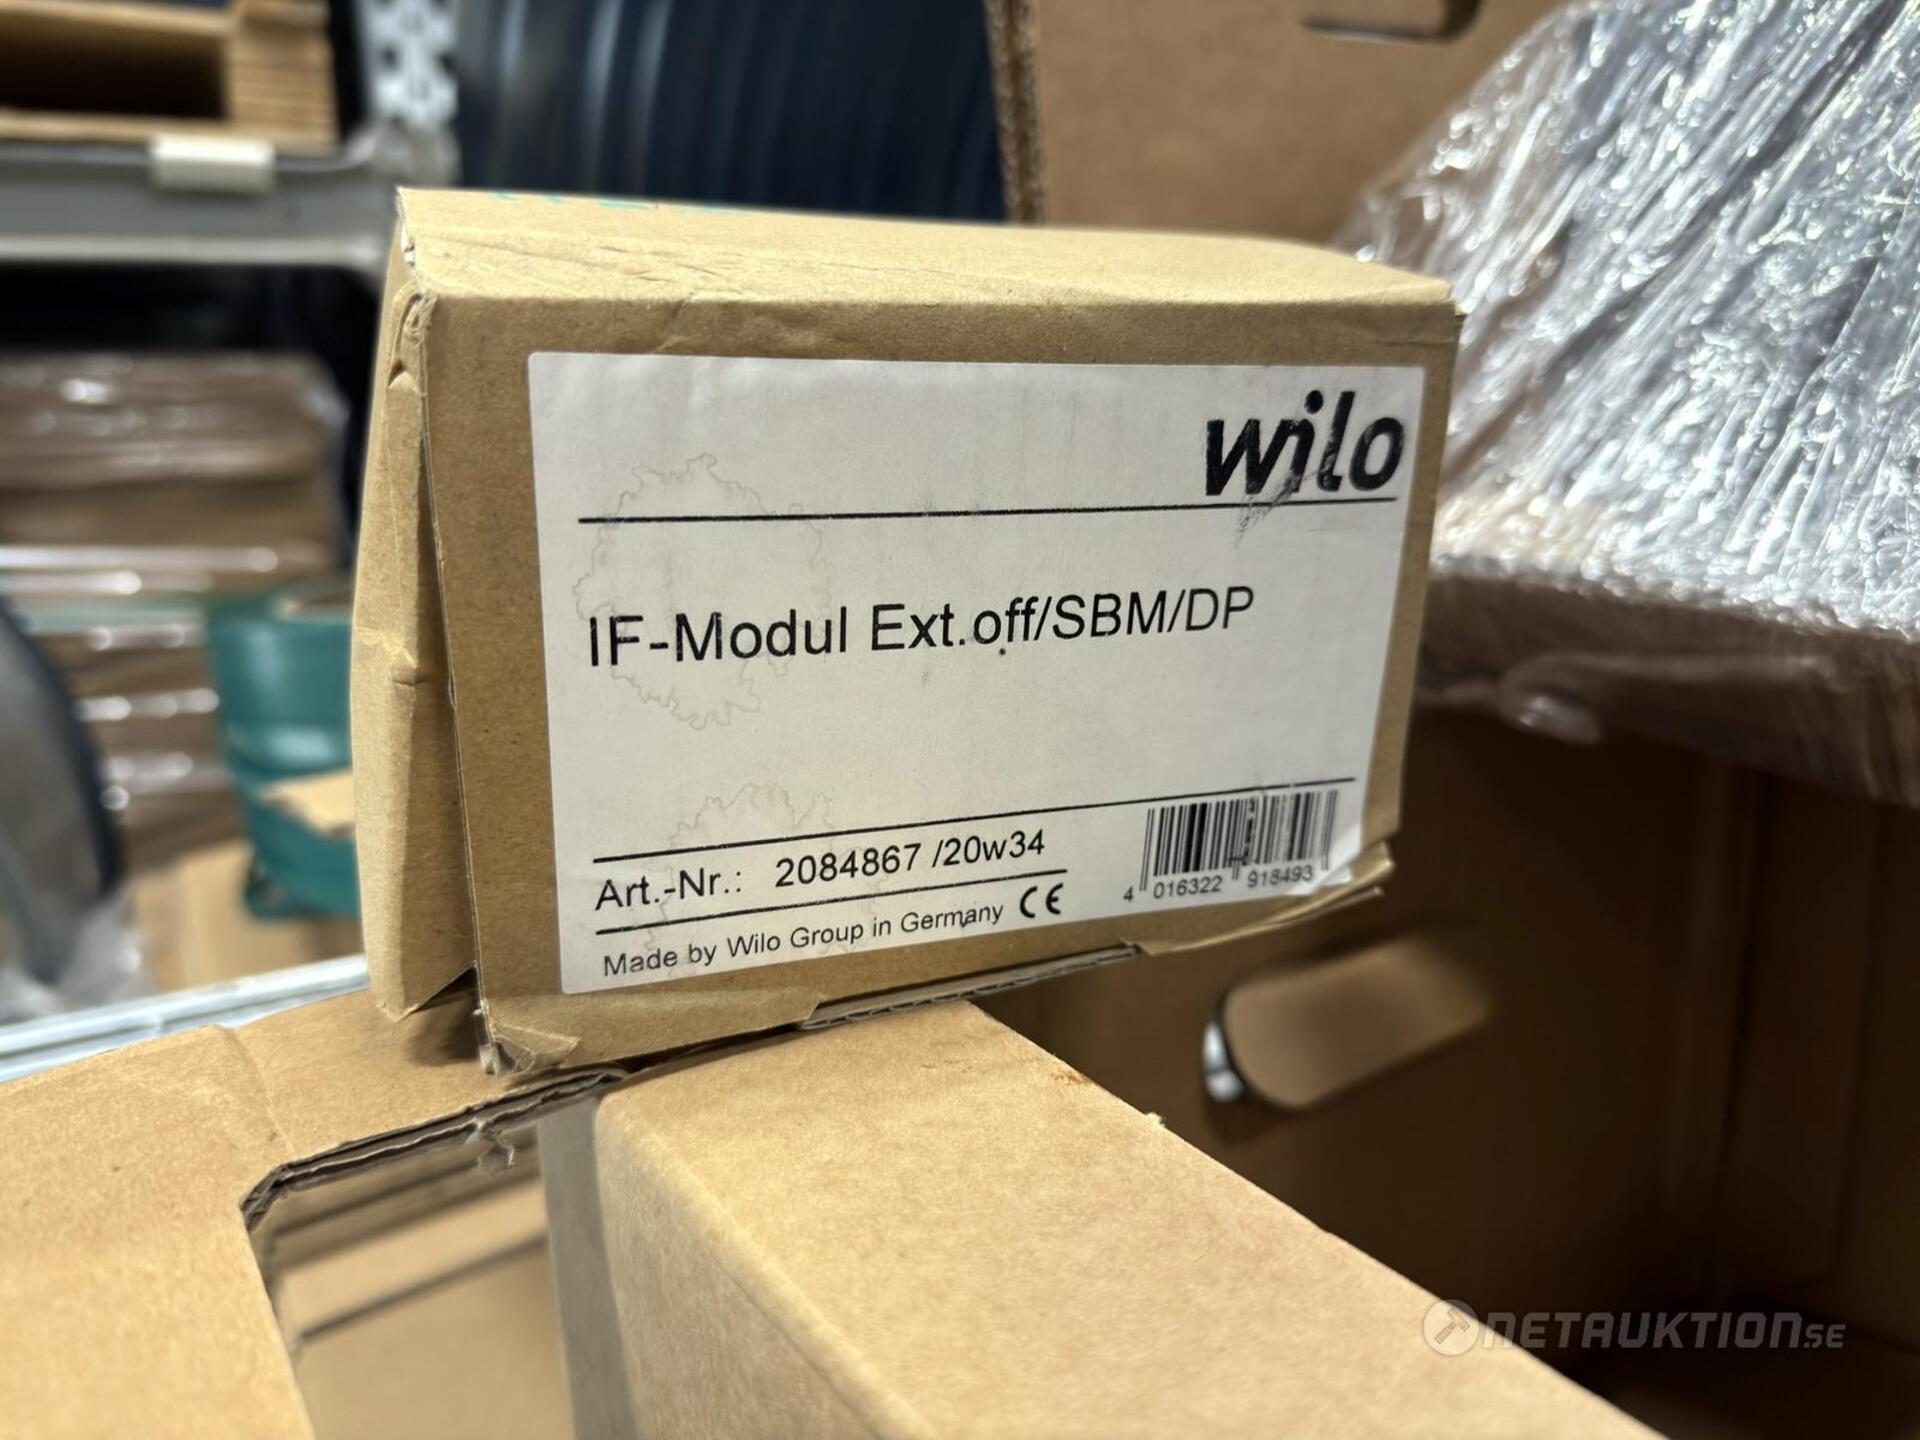 wilo
IF-Modul Ext.off/SBM/DP
Art.-Nr.: 2084867 /20w34
Made by Wilo Group in Germany CE
4 016322 918493
NETAUKTION.SE